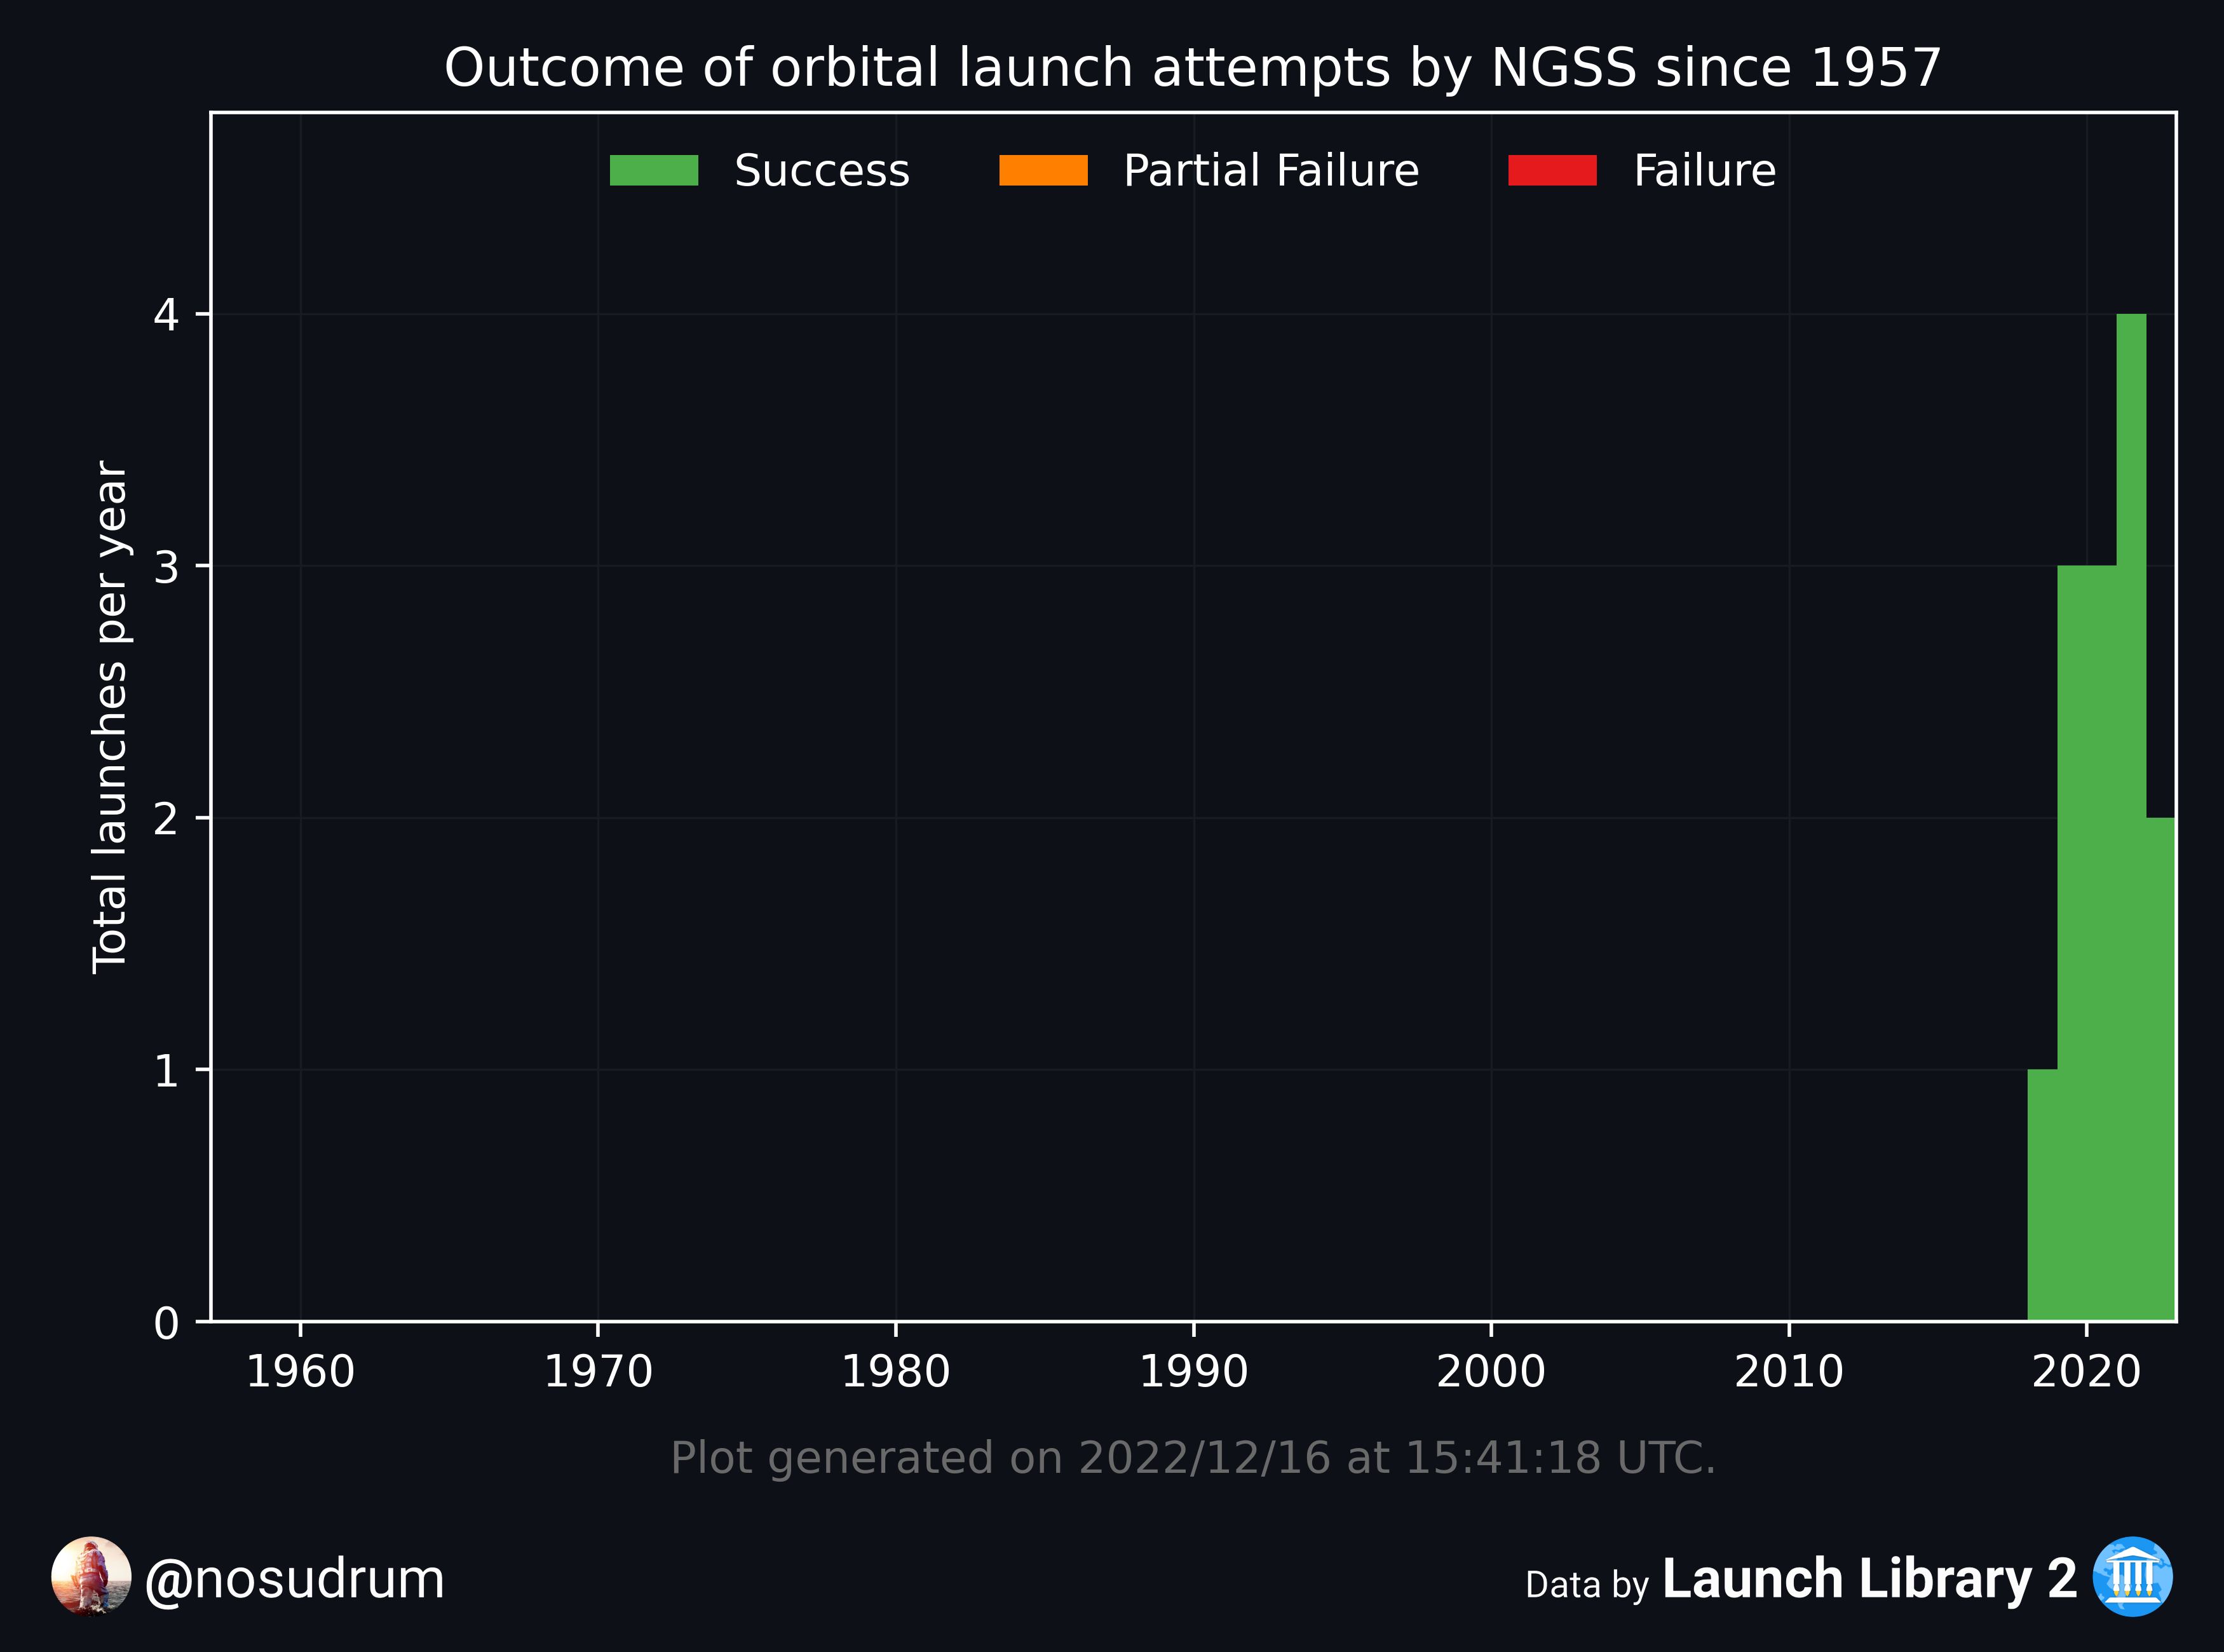 Outcome of orbital launch attempts by NGSS since 1957
Success Partial Failure Failure
Total launches per year
4
3
2
1
0
1960 1970 1980 1990 2000 2010 2020
Plot generated on 2022/12/16 at 15:41:18 UTC.
@nosudrum
Data by Launch Library 2